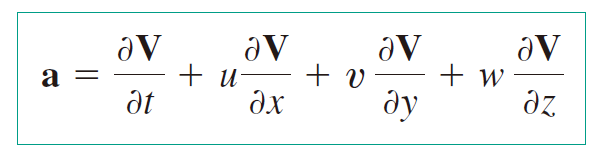 a = ∂V/∂t + u ∂V/∂x + v ∂V/∂y + w ∂V/∂z